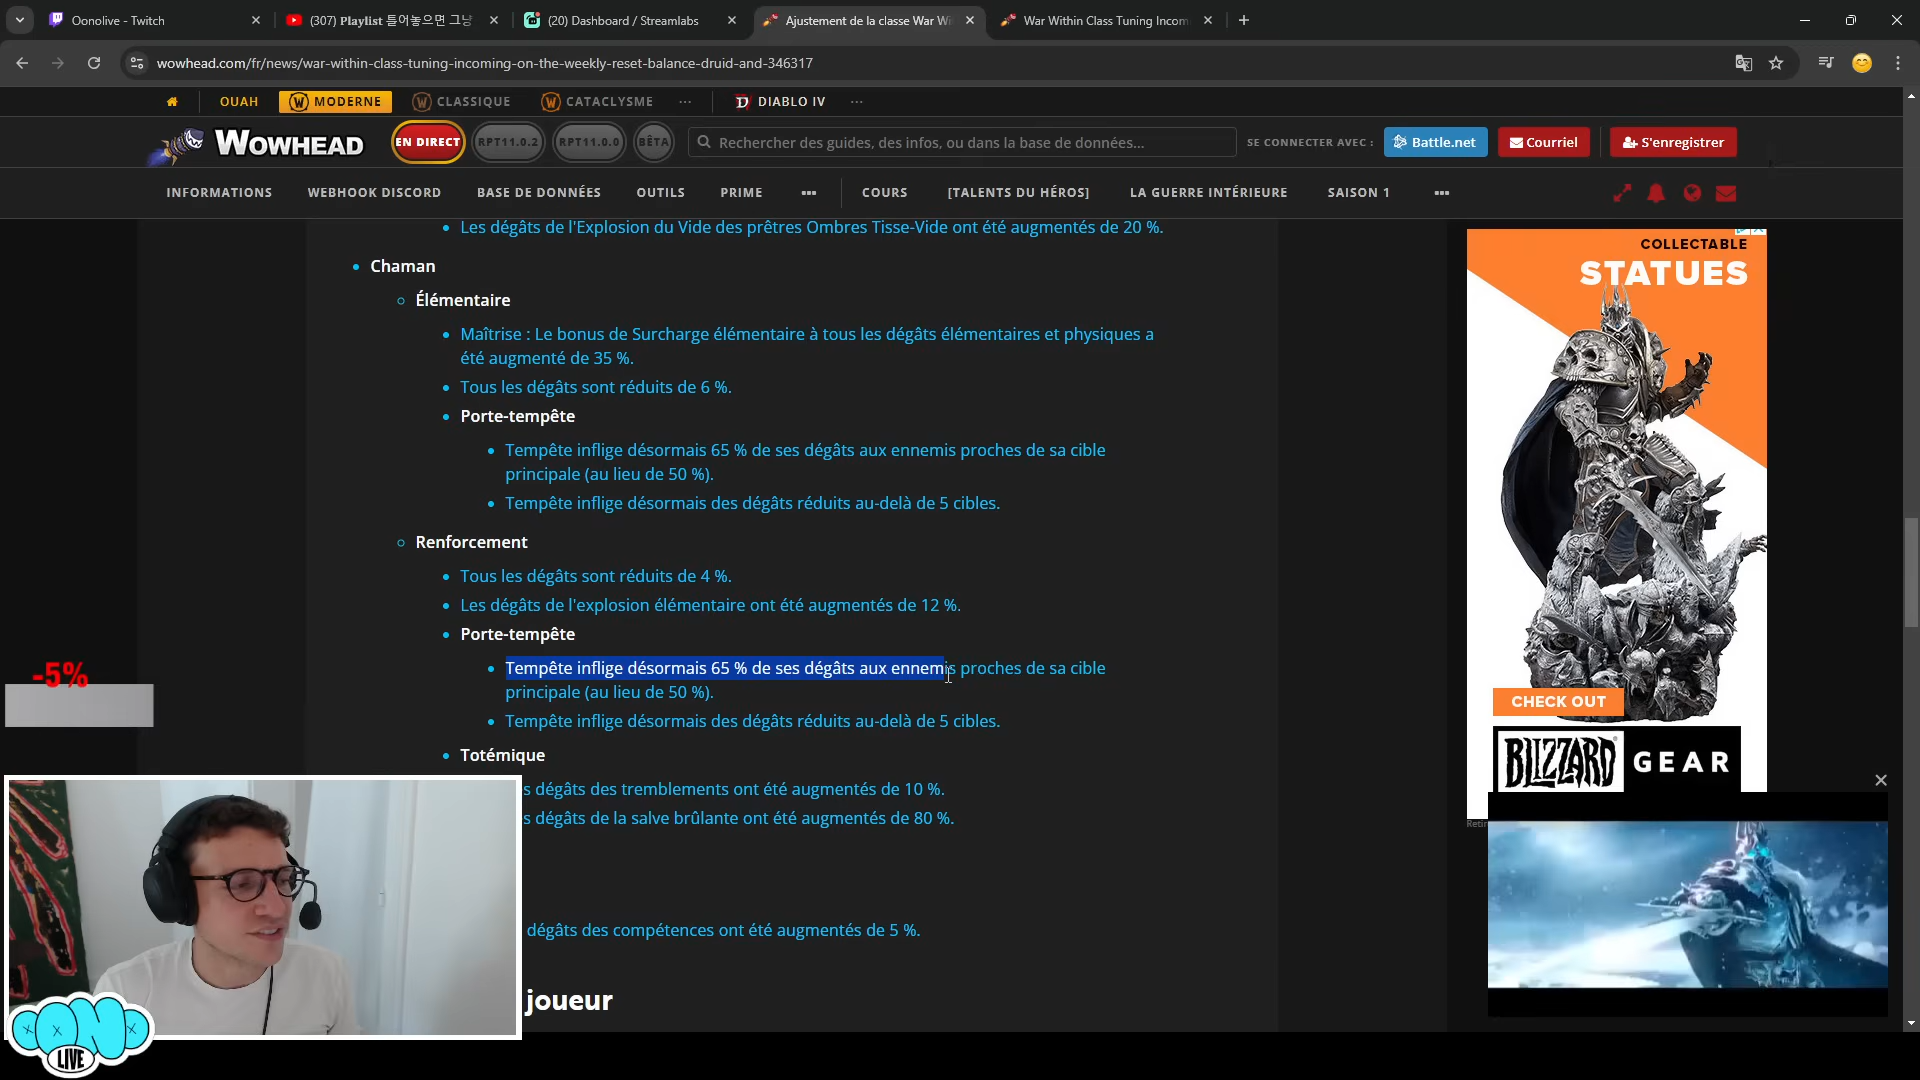 Oonolive - Twitch
(307) Playlist 틀어놓으면 그냥
(20) Dashboard / Streamlabs
Ajustement de la classe War Wi
War Within Class Tuning Incom
wowhead.com/fr/news/war-within-class-tuning-incoming-on-the-weekly-reset-balance-druid-and-346317
OUAH
MODERNE
CLASSIQUE
CATACLYSME
DIABLO IV
WOWHEAD
EN DIRECT
RPT11.0.2
RPT11.0.0
BÊTA
Rechercher des guides, des infos, ou dans la base de données...
SE CONNECTER AVEC :
Battle.net
Courriel
S'enregistrer
INFORMATIONS
WEBHOOK DISCORD
BASE DE DONNÉES
OUTILS
PRIME
COURS
[TALENTS DU HÉROS]
LA GUERRE INTÉRIEURE
SAISON 1
Les dégâts de l'Explosion du Vide des prêtres Ombres Tisse-Vide ont été augmentés de 20 %.
Chaman
Élémentaire
Maîtrise : Le bonus de Surcharge élémentaire à tous les dégâts élémentaires et physiques a
été augmenté de 35 %.
Tous les dégâts sont réduits de 6 %.
Porte-tempête
Tempête inflige désormais 65 % de ses dégâts aux ennemis proches de sa cible
principale (au lieu de 50 %).
Tempête inflige désormais des dégâts réduits au-delà de 5 cibles.
Renforcement
Tous les dégâts sont réduits de 4 %.
Les dégâts de l'explosion élémentaire ont été augmentés de 12 %.
Porte-tempête
Tempête inflige désormais 65 % de ses dégâts aux ennemis proches de sa cible
principale (au lieu de 50 %).
Tempête inflige désormais des dégâts réduits au-delà de 5 cibles.
Totémique
s dégâts des tremblements ont été augmentés de 10 %.
s dégâts de la salve brûlante ont été augmentés de 80 %.
dégâts des compétences ont été augmentés de 5 %.
joueur
-5%
OONO
LIVE
COLLECTABLE
STATUES
CHECK OUT
BLIZZARD
GEAR
Retir